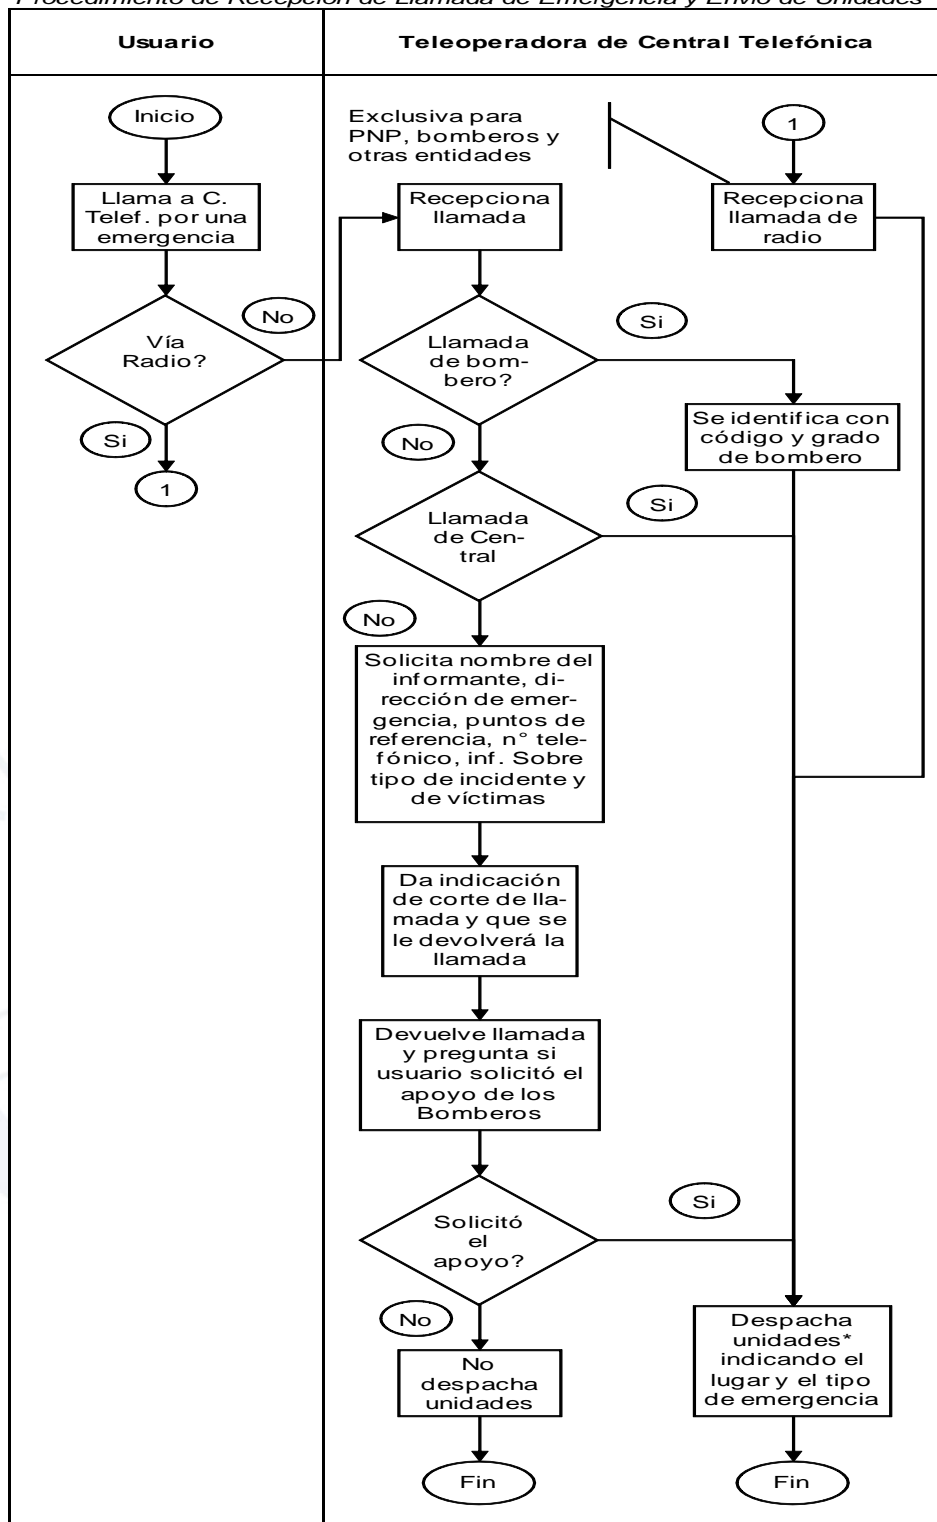 Procedimiento de Recepción de Llamada de Emergencia y Envío de Unidades
Usuario
Teleoperadora de Central Telefónica
Inicio
Llama a C.
Telef. por una
emergencia
Vía
Radio?
No
Si
1
Exclusiva para
PNP, bomberos y
otras entidades
1
Recepciona
llamada
Recepciona
llamada de
radio
Llamada
de bom-
bero?
Si
Se identifica con
código y grado
de bombero
No
Llamada
de Cen-
tral
Si
No
Solicita nombre del
informante, di-
rección de emer-
gencia, puntos de
referencia, n° tele-
fónico, inf. Sobre
tipo de incidente y
de víctimas
Da indicación
de corte de lla-
mada y que se
le devolverá la
llamada
Devuelve llamada
y pregunta si
usuario solicitó el
apoyo de los
Bomberos
Solicitó
el
apoyo?
Si
No
No
despacha
unidades
Fin
Despacha
unidades*
indicando el
lugar y el tipo
de emergencia
Fin